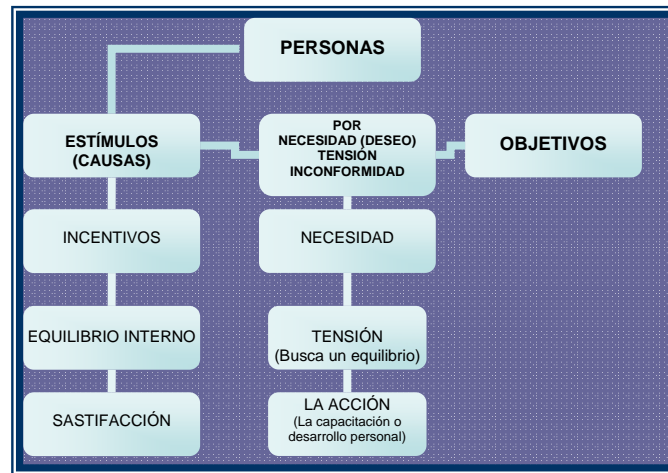 PERSONAS
ESTÍMULOS
(CAUSAS)
POR
NECESIDAD (DESEO)
TENSIÓN
INCONFORMIDAD
OBJETIVOS
INCENTIVOS
NECESIDAD
EQUILIBRIO INTERNO
TENSIÓN
(Busca un equilibrio)
SASTIFACCIÓN
LA ACCIÓN
(La capacitación o
desarrollo personal)